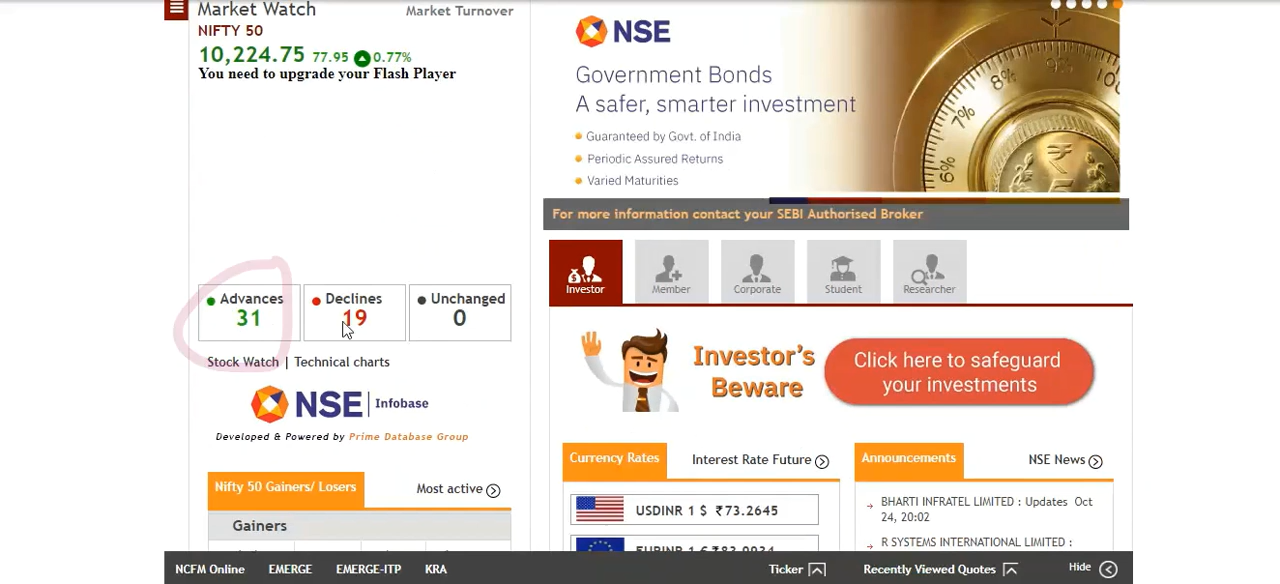 Market Watch
Market Turnover
NIFTY 50
10,224.75 77.95 0.77%
You need to upgrade your Flash Player
Advances
31
Declines
19
Unchanged
0
Stock Watch | Technical charts
NSE | Infobase
Developed & Powered by Prime Database Group
Nifty 50 Gainers/ Losers
Most active
Gainers
NSE
Government Bonds
A safer, smarter investment
Guaranteed by Govt. of India
Periodic Assured Returns
Varied Maturities
6% 7% 8% 9% 10
₹
5
For more information contact your SEBI Authorised Broker
Investor
Member
Corporate
Student
Researcher
Investor's
Beware
Click here to safeguard
your investments
Currency Rates
Interest Rate Future
USDINR 1 $ ₹73.2645
Announcements
NSE News
BHARTI INFRATEL LIMITED : Updates Oct
24, 20:02
R SYSTEMS INTERNATIONAL LIMITED :
NCFM Online
EMERGE
EMERGE-ITP
KRA
Ticker
Recently Viewed Quotes
Hide